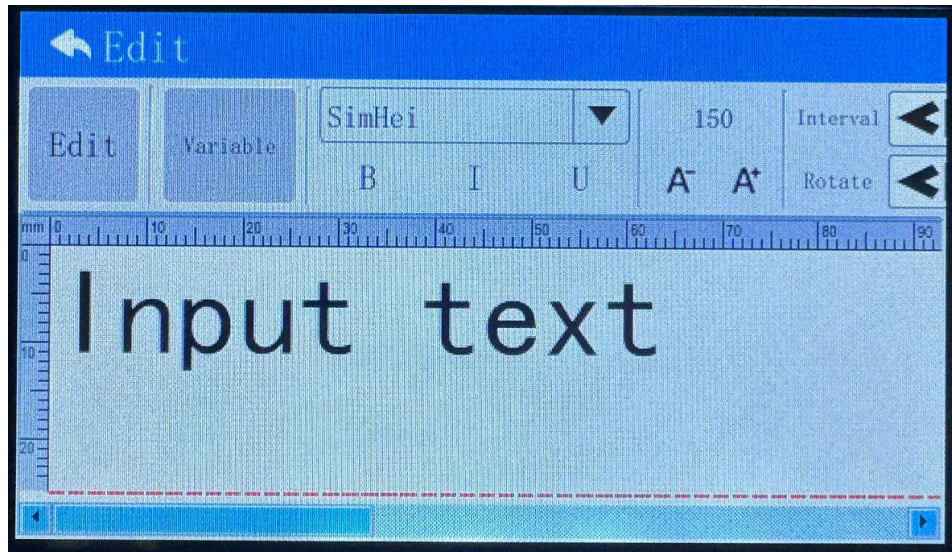 Edit
Edit Variable SimHei 150 Interval
B I U A- A+ Rotate
mm 0 10 20 30 40 50 60 70 80 90
0
Input text
10
20